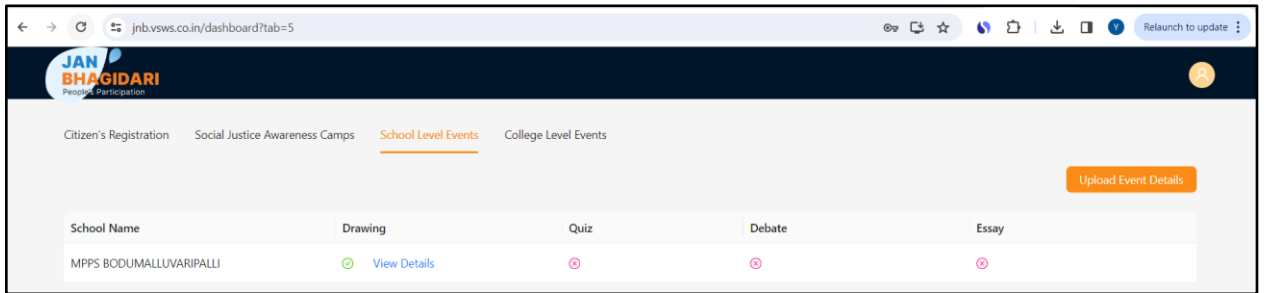 jnb.vsws.co.in/dashboard?tab=5
Y
Relaunch to update
JAN
BHAGIDARI
People's Participation
Citizen's Registration Social Justice Awareness Camps School Level Events College Level Events
Upload Event Details
School Name Drawing Quiz Debate Essay
MPPS BODUMALLUVARIPALLI View Details